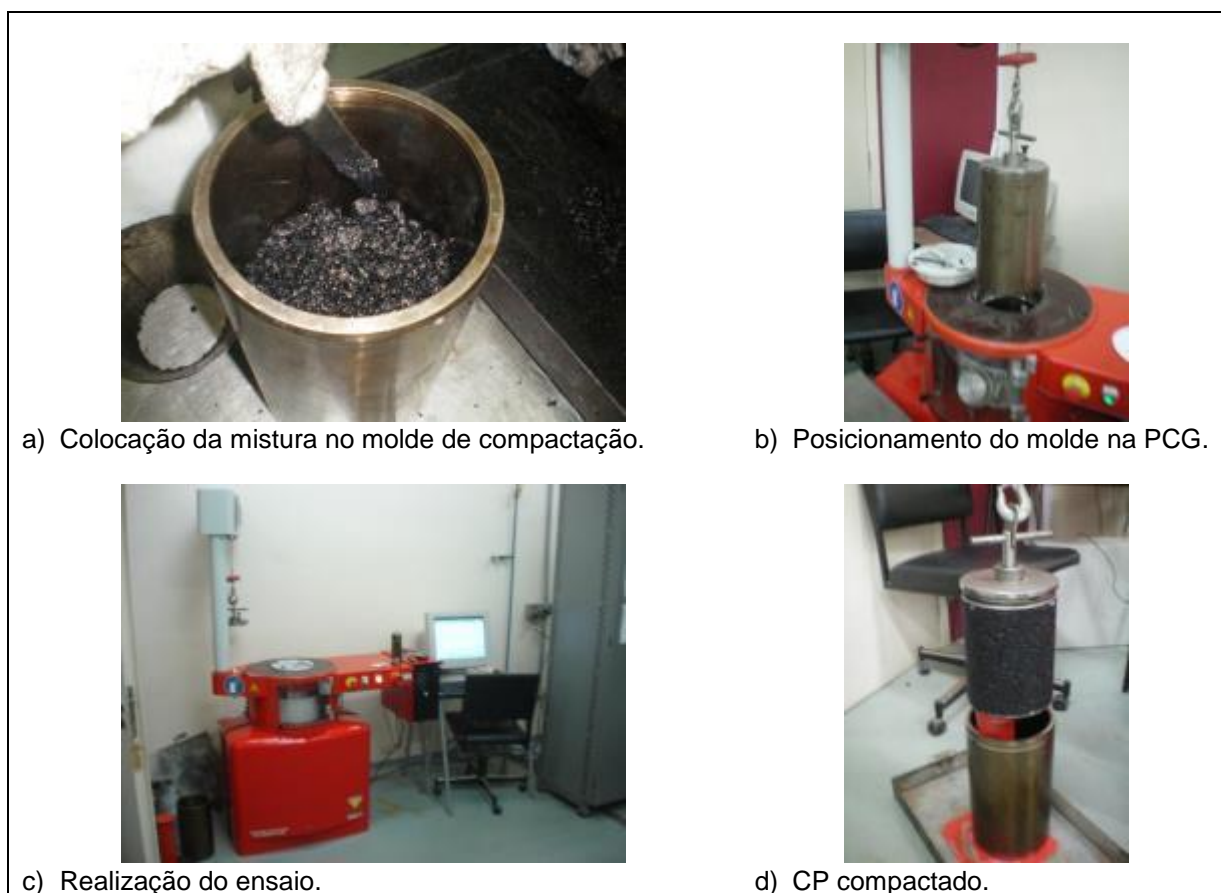 a) Colocação da mistura no molde de compactação.
b) Posicionamento do molde na PCG.
c) Realização do ensaio.
d) CP compactado.